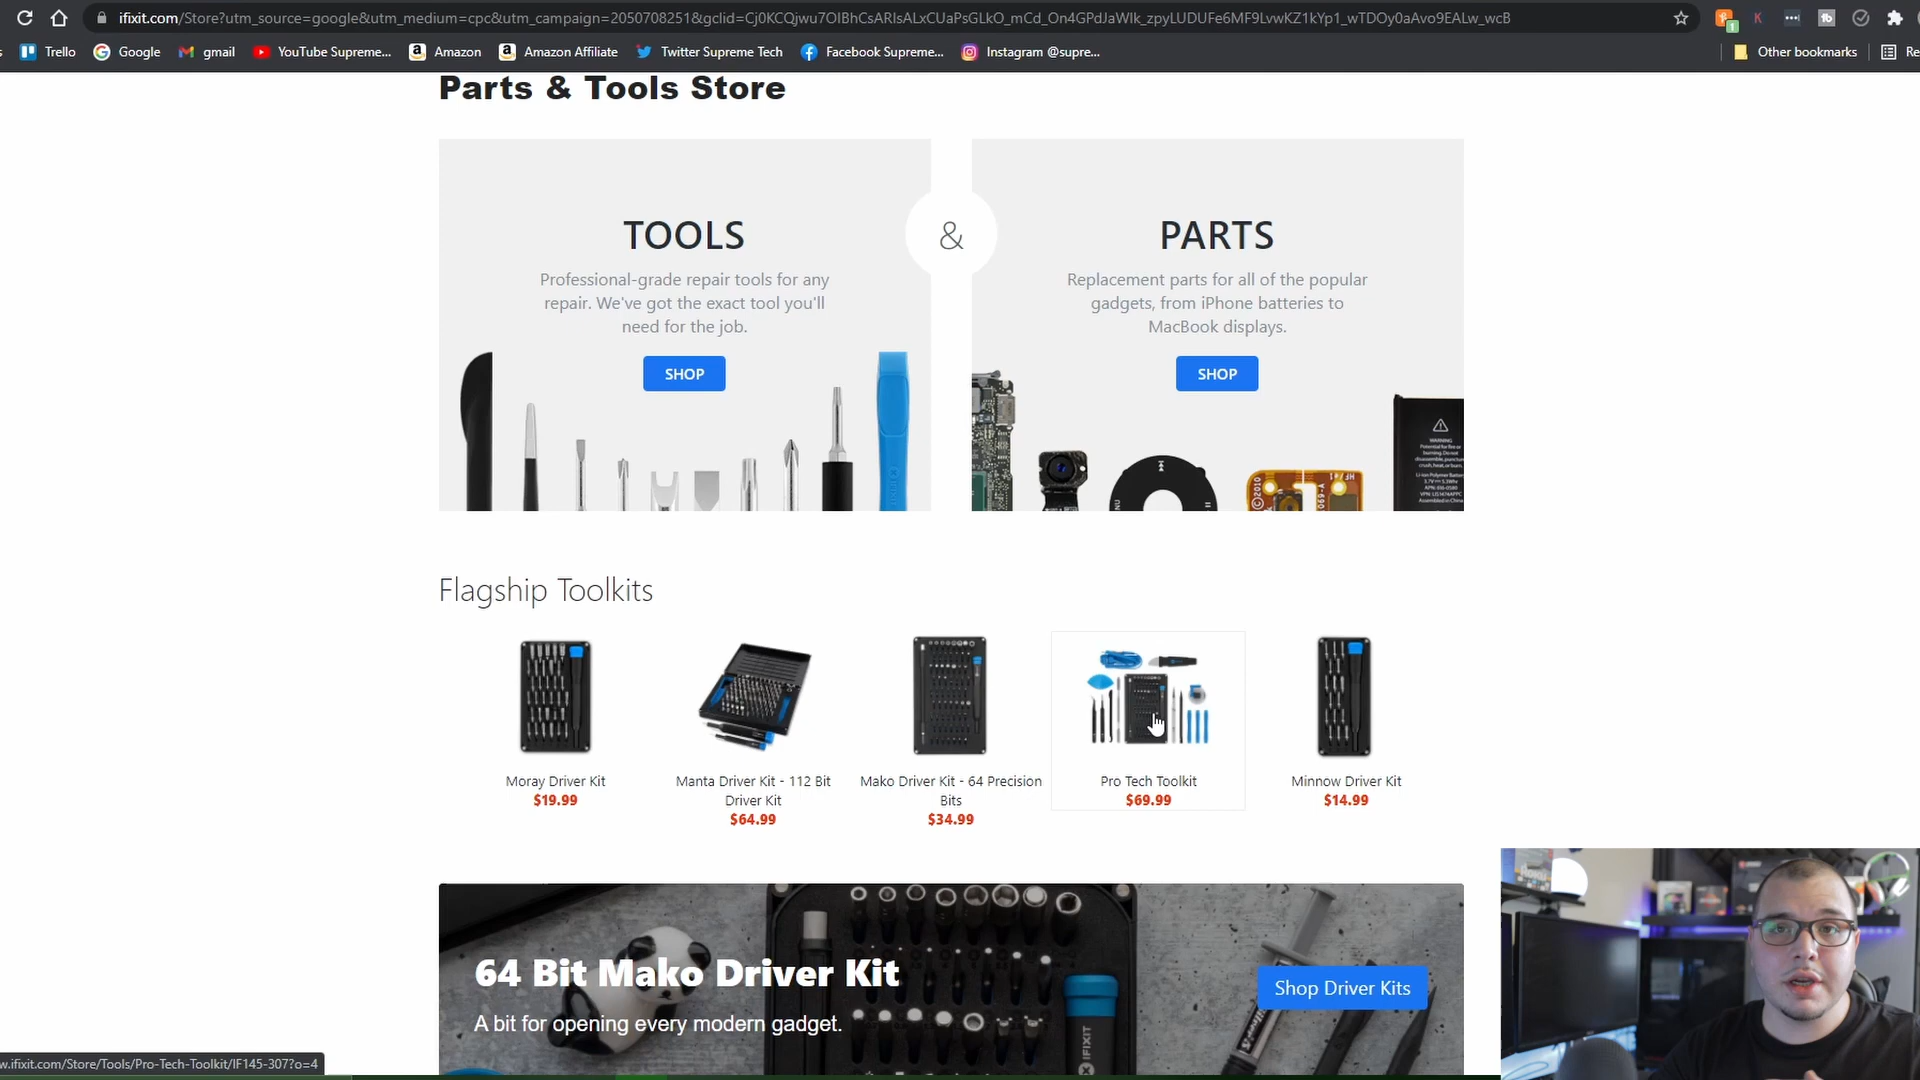 ifixit.com/Store?utm_source=google&utm_medium=cpc&utm_campaign=2050708251&gclid=Cj0KCQjwu7OIBhCsARIsALxCUaPsGLkO_mCd_On4GPdJaWlk_zpyLUDUFe6MF9LvwKZ1kYp1_wTDOy0aAvo9EALw_wcB
Trello Google gmail YouTube Supreme... Amazon Amazon Affiliate Twitter Supreme Tech Facebook Supreme... Instagram @supre... Other bookmarks Re
Parts & Tools Store
TOOLS
Professional-grade repair tools for any
repair. We've got the exact tool you'll
need for the job.
SHOP
&
PARTS
Replacement parts for all of the popular
gadgets, from iPhone batteries to
MacBook displays.
SHOP
WARNING
Flagship Toolkits
Moray Driver Kit
$19.99
Manta Driver Kit - 112 Bit
Driver Kit
$64.99
Mako Driver Kit - 64 Precision
Bits
$34.99
Pro Tech Toolkit
$69.99
Minnow Driver Kit
$14.99
64 Bit Mako Driver Kit
A bit for opening every modern gadget.
Shop Driver Kits
IFIXIT
w.ifixit.com/Store/Tools/Pro-Tech-Toolkit/IF145-307?o=4